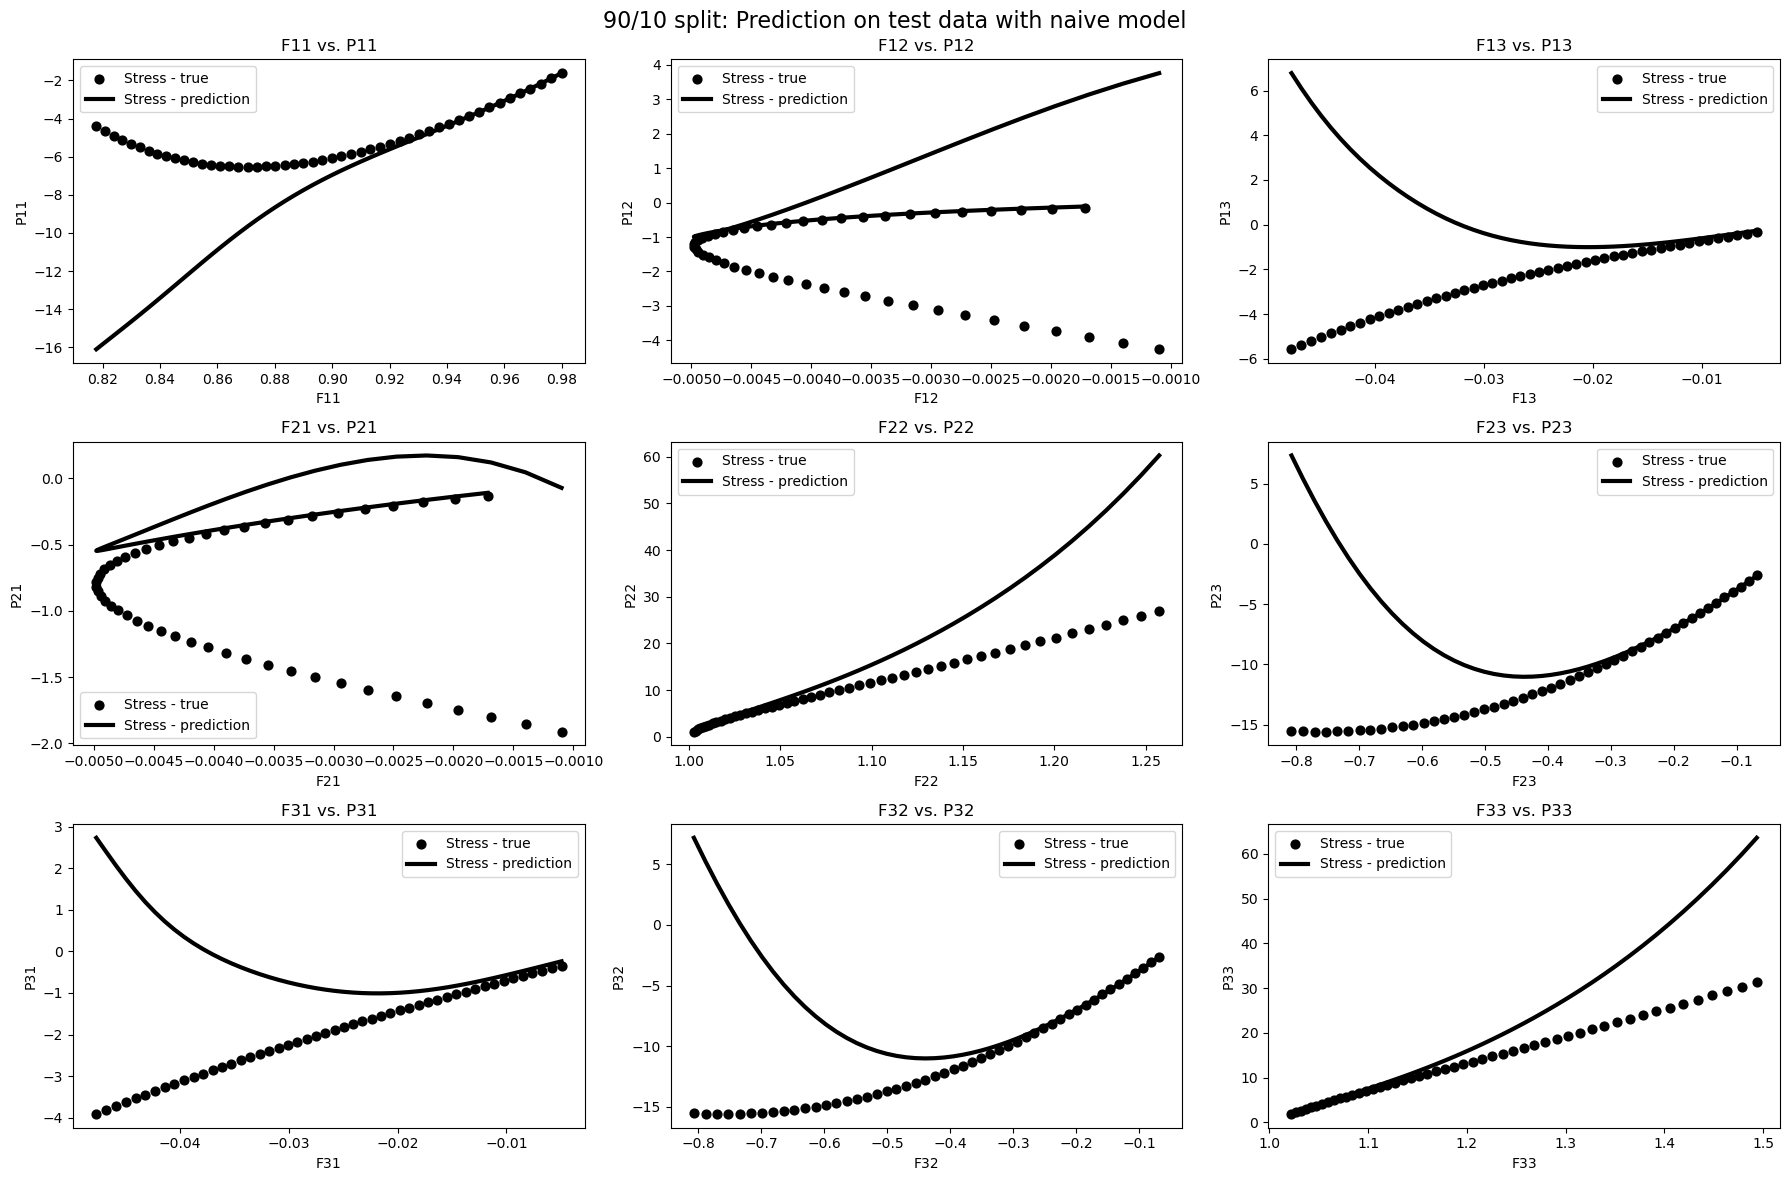 90/10 split: Prediction on test data with naive model
F11 vs. P11
Stress - true
Stress - prediction
P11
−2
−4
−6
−8
−10
−12
−14
−16
0.82 0.84 0.86 0.88 0.90 0.92 0.94 0.96 0.98
F11
F12 vs. P12
Stress - true
Stress - prediction
P12
4
3
2
1
0
−1
−2
−3
−4
−0.0050 −0.0045 −0.0040 −0.0035 −0.0030 −0.0025 −0.0020 −0.0015 −0.0010
F12
F13 vs. P13
Stress - true
Stress - prediction
P13
6
4
2
0
−2
−4
−6
−0.04 −0.03 −0.02 −0.01
F13
F21 vs. P21
Stress - true
Stress - prediction
P21
0.0
−0.5
−1.0
−1.5
−2.0
−0.0050 −0.0045 −0.0040 −0.0035 −0.0030 −0.0025 −0.0020 −0.0015 −0.0010
F21
F22 vs. P22
Stress - true
Stress - prediction
P22
60
50
40
30
20
10
0
1.00 1.05 1.10 1.15 1.20 1.25
F22
F23 vs. P23
Stress - true
Stress - prediction
P23
5
0
−5
−10
−15
−0.8 −0.7 −0.6 −0.5 −0.4 −0.3 −0.2 −0.1
F23
F31 vs. P31
Stress - true
Stress - prediction
P31
3
2
1
0
−1
−2
−3
−4
−0.04 −0.03 −0.02 −0.01
F31
F32 vs. P32
Stress - true
Stress - prediction
P32
5
0
−5
−10
−15
−0.8 −0.7 −0.6 −0.5 −0.4 −0.3 −0.2 −0.1
F32
F33 vs. P33
Stress - true
Stress - prediction
P33
60
50
40
30
20
10
0
1.0 1.1 1.2 1.3 1.4 1.5
F33